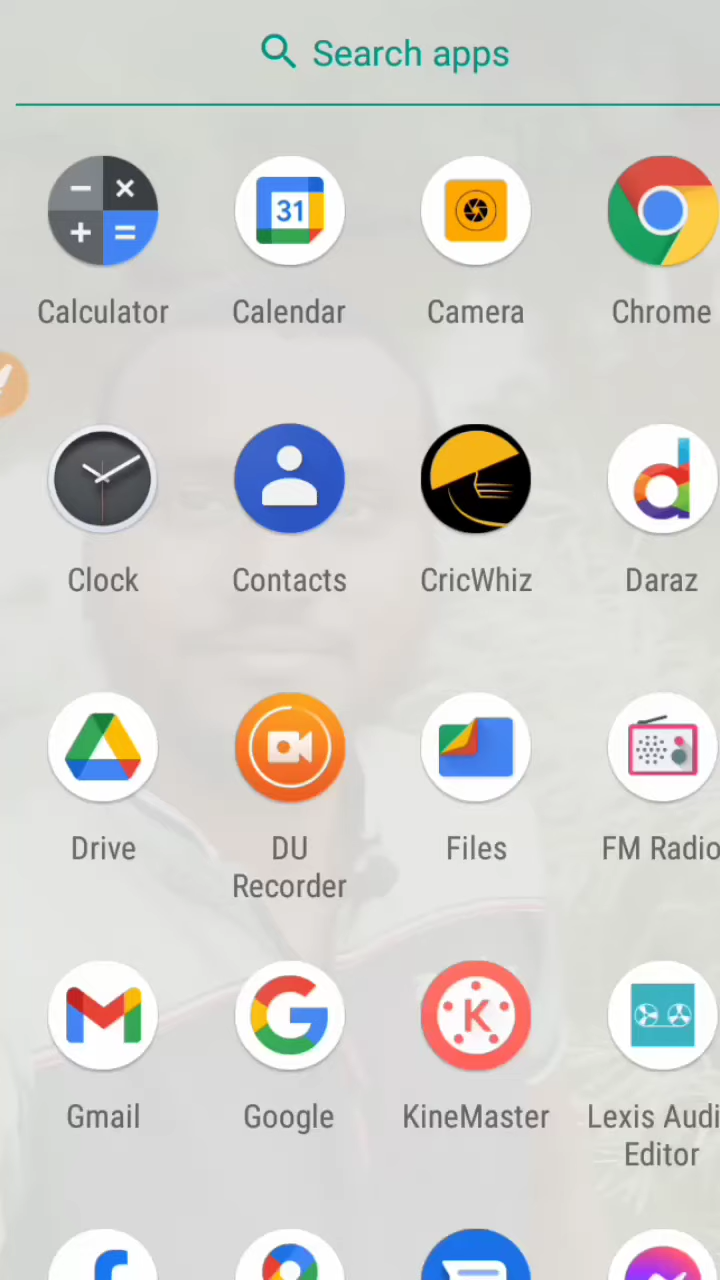 Search apps
31
Calculator
Calendar
Camera
Chrome
Clock
Contacts
CricWhiz
Daraz
Drive
DU
Recorder
Files
FM Radio
Gmail
Google
K
KineMaster
Lexis Audi
Editor